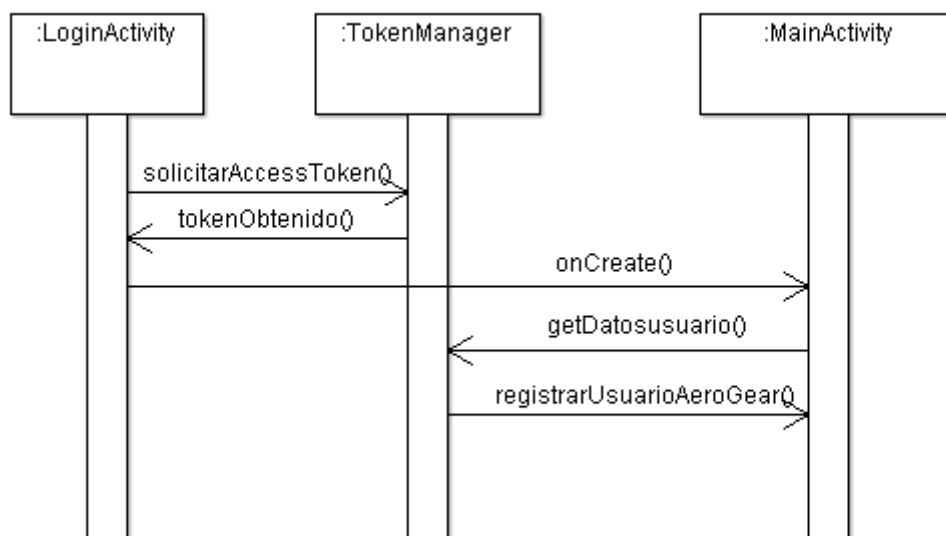 :LoginActivity
:TokenManager
:MainActivity
solicitarAccessToken()
tokenObtenido()
onCreate()
getDatosusuario()
registrarUsuarioAeroGear()